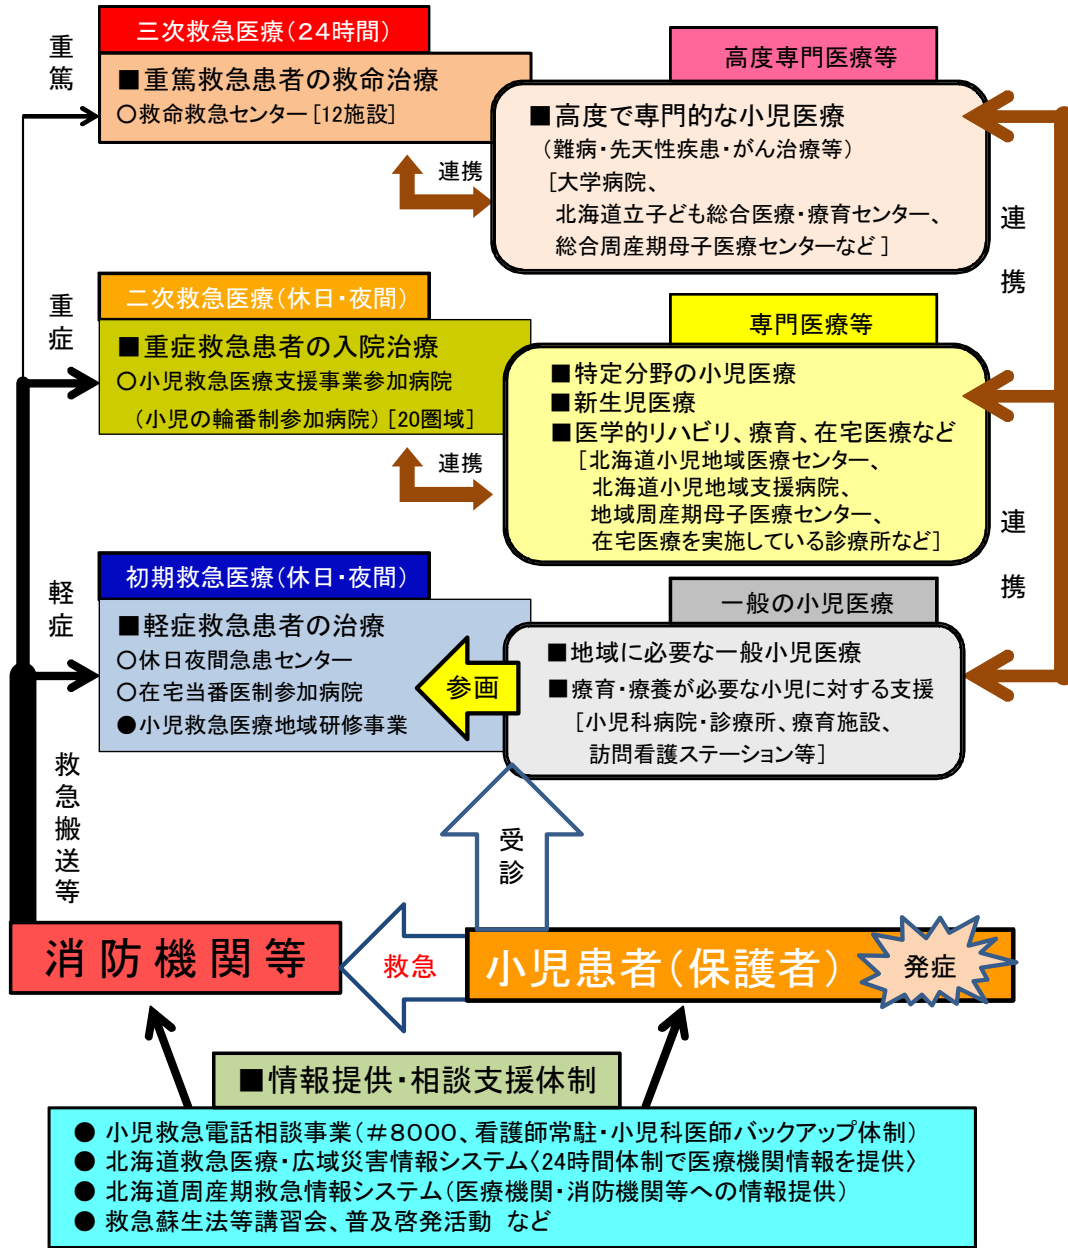 重篤
三次救急医療(24時間)
■重篤救急患者の救命治療
○救命救急センター[12施設]
高度専門医療等
■高度で専門的な小児医療
(難病・先天性疾患・がん治療等)
[大学病院、
北海道立子ども総合医療・療育センター、
総合周産期母子医療センターなど]
連携
連携
重症
二次救急医療(休日・夜間)
■重症救急患者の入院治療
○小児救急医療支援事業参加病院
(小児の輪番制参加病院)[20圏域]
専門医療等
■特定分野の小児医療
■新生児医療
■医学的リハビリ、療育、在宅医療など
[北海道小児地域医療センター、
北海道小児地域支援病院、
地域周産期母子医療センター、
在宅医療を実施している診療所など]
連携
連携
軽症
初期救急医療(休日・夜間)
■軽症救急患者の治療
○休日夜間急患センター
○在宅当番医制参加病院
●小児救急医療地域研修事業
参画
一般の小児医療
■地域に必要な一般小児医療
■療育・療養が必要な小児に対する支援
[小児科病院・診療所、療育施設、
訪問看護ステーション等]
救急搬送等
受診
消防機関等
救急
小児患者(保護者)
発症
■情報提供・相談支援体制
● 小児救急電話相談事業(#8000、看護師常駐・小児科医師バックアップ体制)
● 北海道救急医療・広域災害情報システム〈24時間体制で医療機関情報を提供〉
● 北海道周産期救急情報システム(医療機関・消防機関等への情報提供)
● 救急蘇生法等講習会、普及啓発活動 など